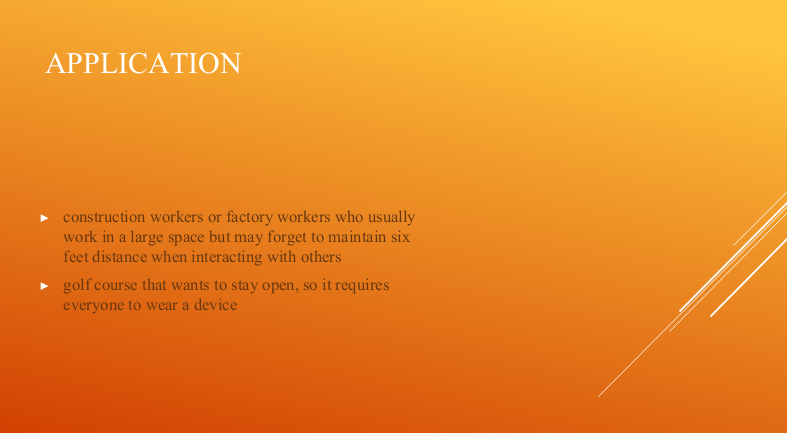 APPLICATION
► construction workers or factory workers who usually
work in a large space but may forget to maintain six
feet distance when interacting with others
► golf course that wants to stay open, so it requires
everyone to wear a device